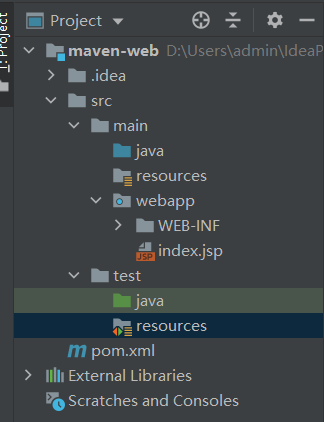 Project
1: Project
maven-web D:\Users\admin\IdeaP
.idea
src
main
java
resources
webapp
WEB-INF
JSP index.jsp
test
java
resources
pom.xml
External Libraries
Scratches and Consoles